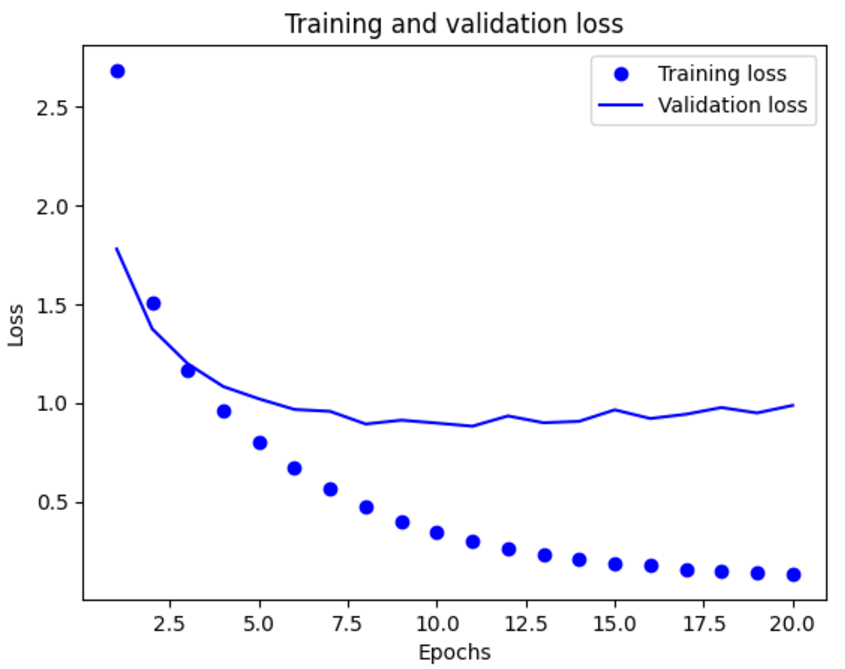 Training and validation loss
Training loss
Validation loss
Loss
2.5
2.0
1.5
1.0
0.5
2.5 5.0 7.5 10.0 12.5 15.0 17.5 20.0
Epochs